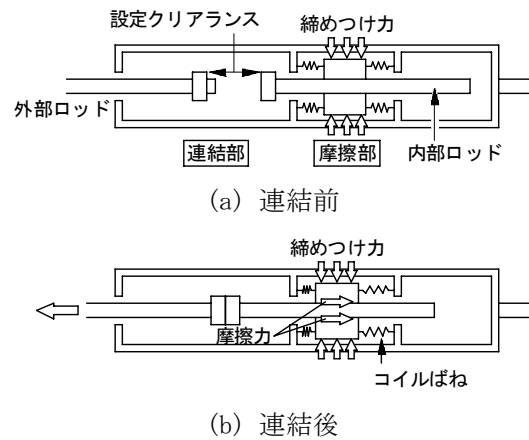 設定クリアランス
締めつけ力
外部ロッド
連結部
摩擦部
内部ロッド
(a) 連結前
締めつけ力
摩擦力
コイルばね
(b) 連結後